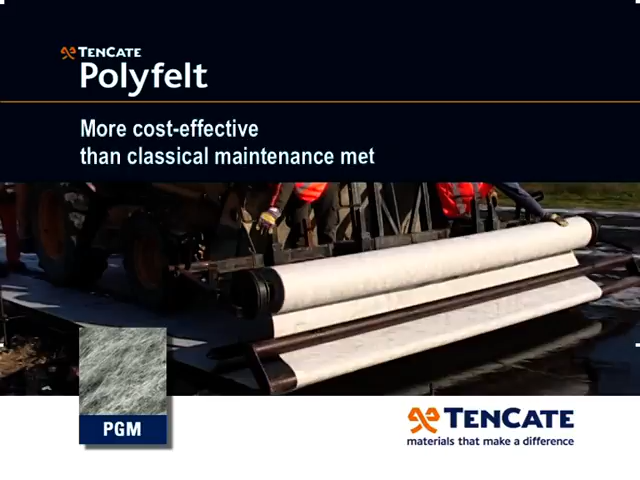 TENCATE
Polyfelt
More cost-effective
than classical maintenance met
PGM
TENCATE
materials that make a difference